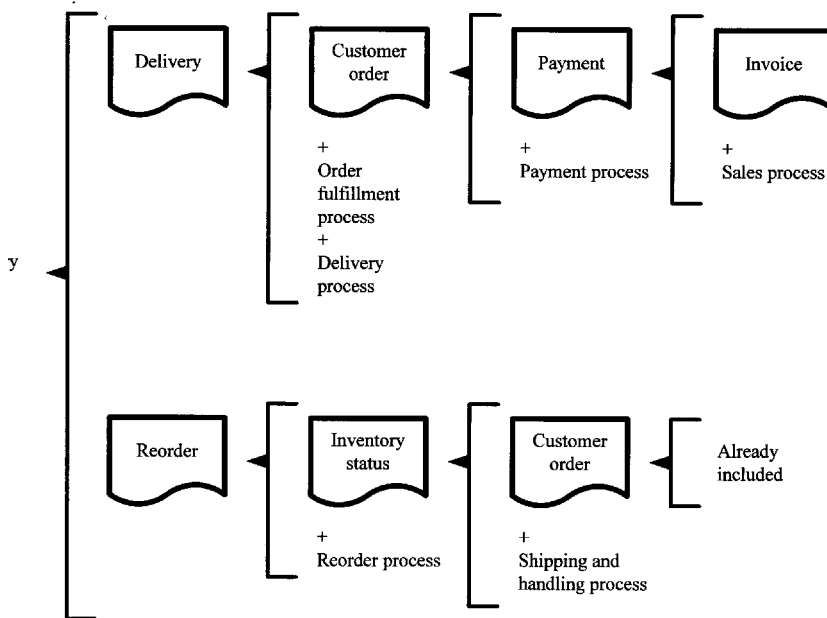 Delivery
Customer
order
Payment
Invoice
+
Order
fulfillment
process
+
Delivery
process
+
Payment process
+
Sales process
y
Reorder
Inventory
status
Customer
order
Already
included
+
Reorder process
+
Shipping and
handling process